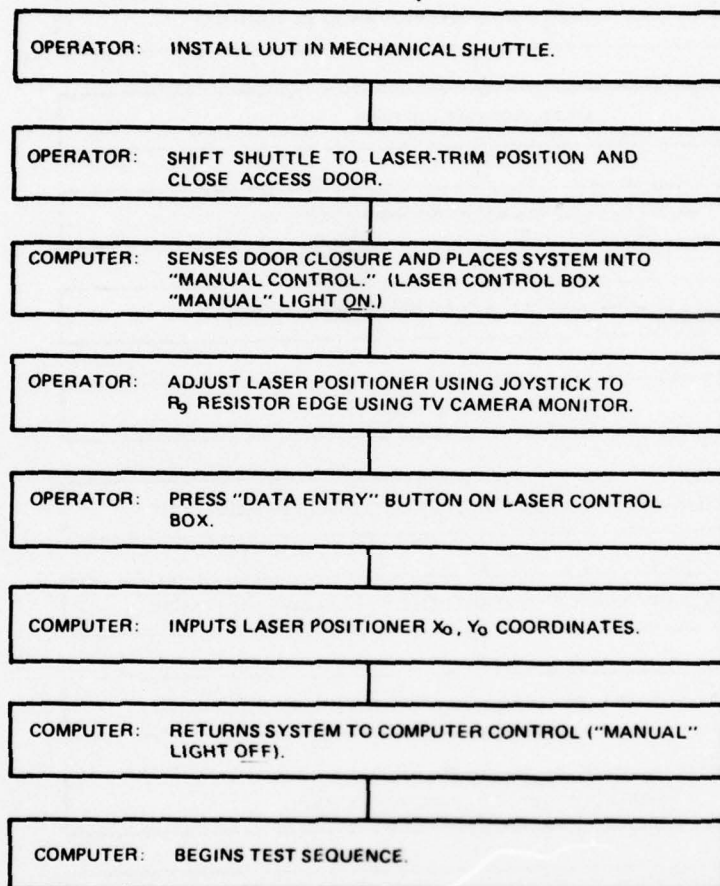 OPERATOR: INSTALL UUT IN MECHANICAL SHUTTLE.
OPERATOR: SHIFT SHUTTLE TO LASER-TRIM POSITION AND
CLOSE ACCESS DOOR.
COMPUTER: SENSES DOOR CLOSURE AND PLACES SYSTEM INTO
"MANUAL CONTROL." (LASER CONTROL BOX
"MANUAL" LIGHT ON.)
OPERATOR: ADJUST LASER POSITIONER USING JOYSTICK TO
R₉ RESISTOR EDGE USING TV CAMERA MONITOR.
OPERATOR: PRESS "DATA ENTRY" BUTTON ON LASER CONTROL
BOX.
COMPUTER: INPUTS LASER POSITIONER X₀, Y₀ COORDINATES.
COMPUTER: RETURNS SYSTEM TO COMPUTER CONTROL ("MANUAL"
LIGHT OFF).
COMPUTER: BEGINS TEST SEQUENCE.